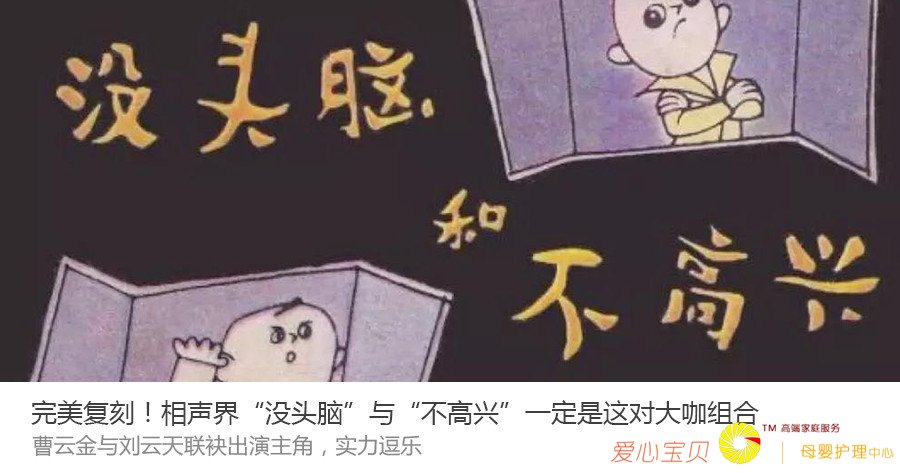 没头脑
和
不高兴
完美复刻！相声界“没头脑”与“不高兴”一定是这对大咖组合
曹云金与刘云天联袂出演主角，实力逗乐
爱心宝贝
TM 高端家庭服务
母婴护理中心